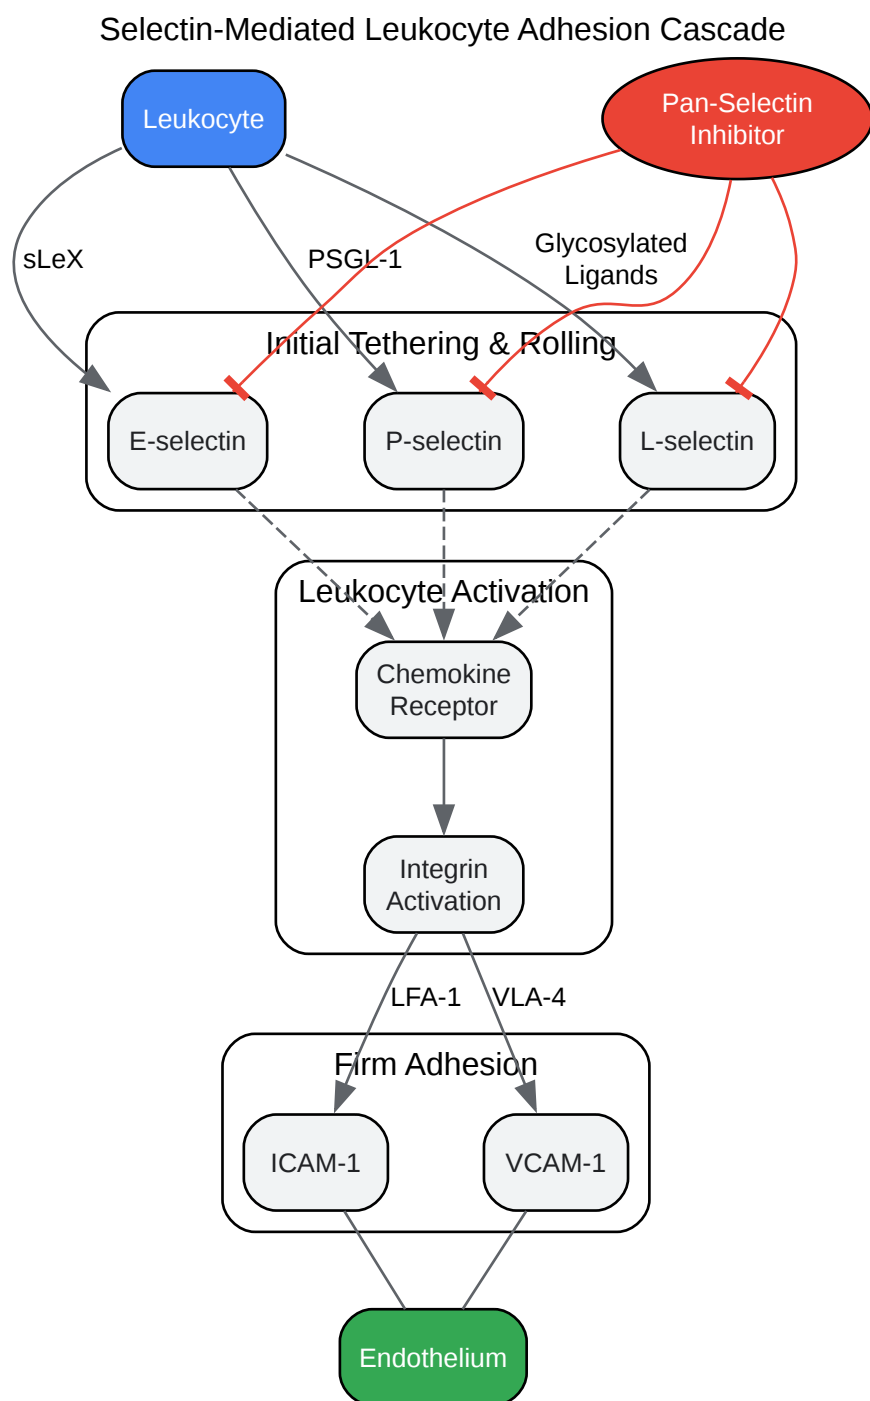 Selectin-Mediated Leukocyte Adhesion Cascade
Leukocyte
Pan-Selectin
Inhibitor
sLeX
PSGL-1
Glycosylated
Ligands
Initial Tethering & Rolling
E-selectin
P-selectin
L-selectin
Leukocyte Activation
Chemokine
Receptor
Integrin
Activation
LFA-1
VLA-4
Firm Adhesion
ICAM-1
VCAM-1
Endothelium